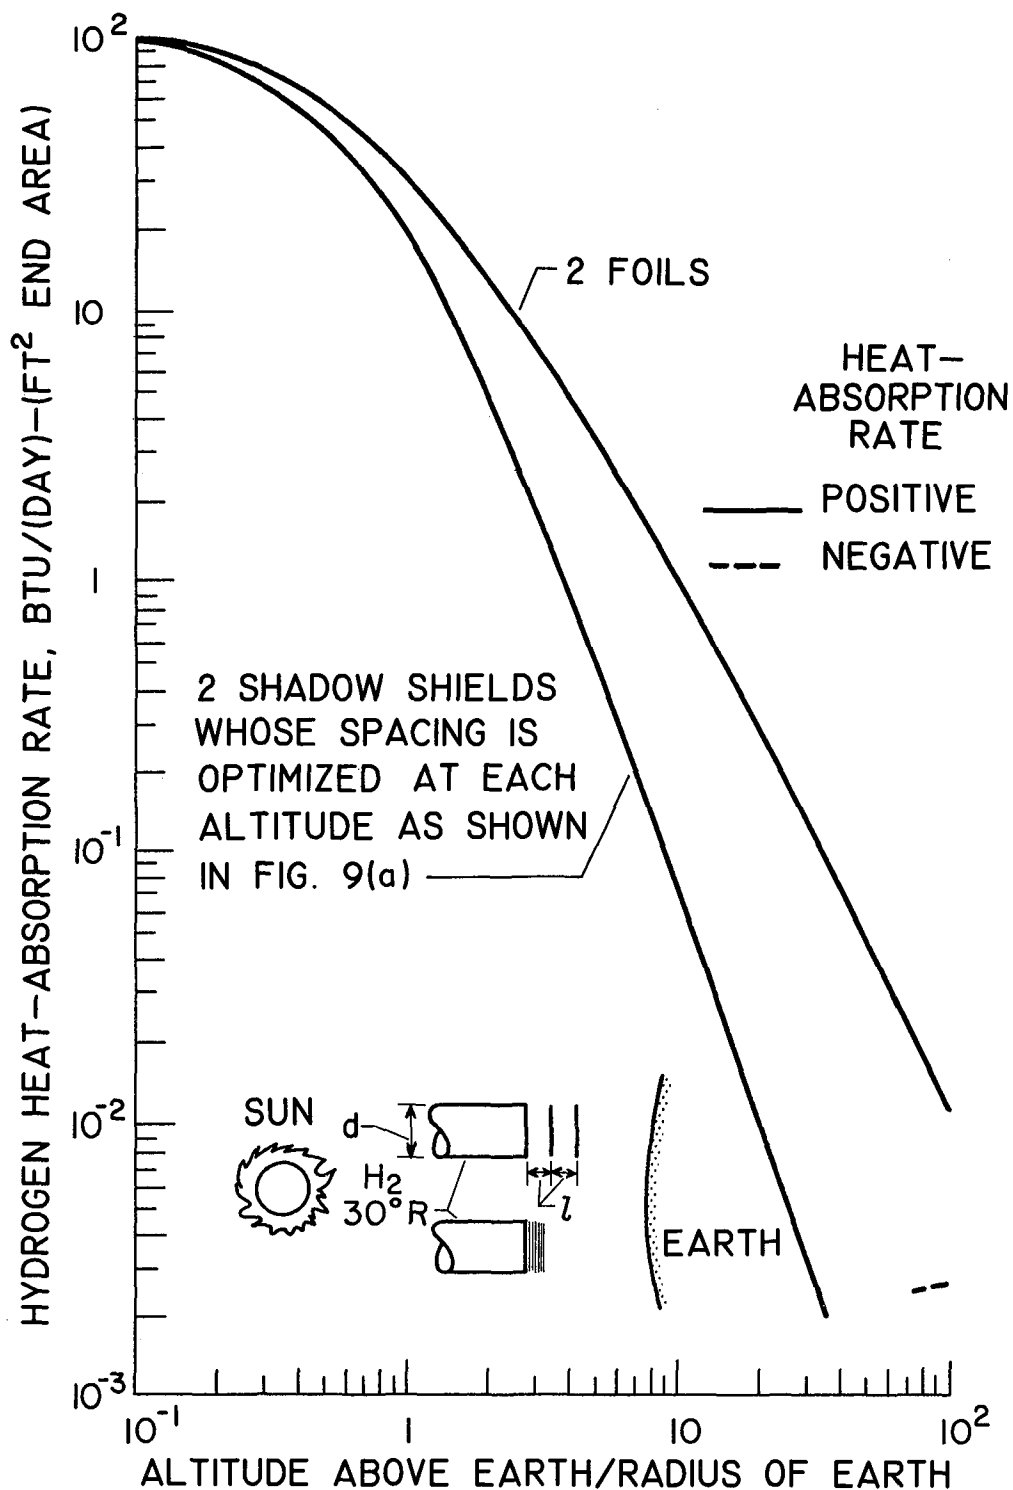 HYDROGEN HEAT-ABSORPTION RATE, BTU/(DAY)-(FT² END AREA)
10²
10
1
10⁻¹
10⁻²
10⁻³
2 FOILS
HEAT-
ABSORPTION
RATE
POSITIVE
NEGATIVE
2 SHADOW SHIELDS
WHOSE SPACING IS
OPTIMIZED AT EACH
ALTITUDE AS SHOWN
IN FIG. 9(a)
SUN
d
H₂
30°R
l
EARTH
10⁻¹
1
10
10²
ALTITUDE ABOVE EARTH/RADIUS OF EARTH